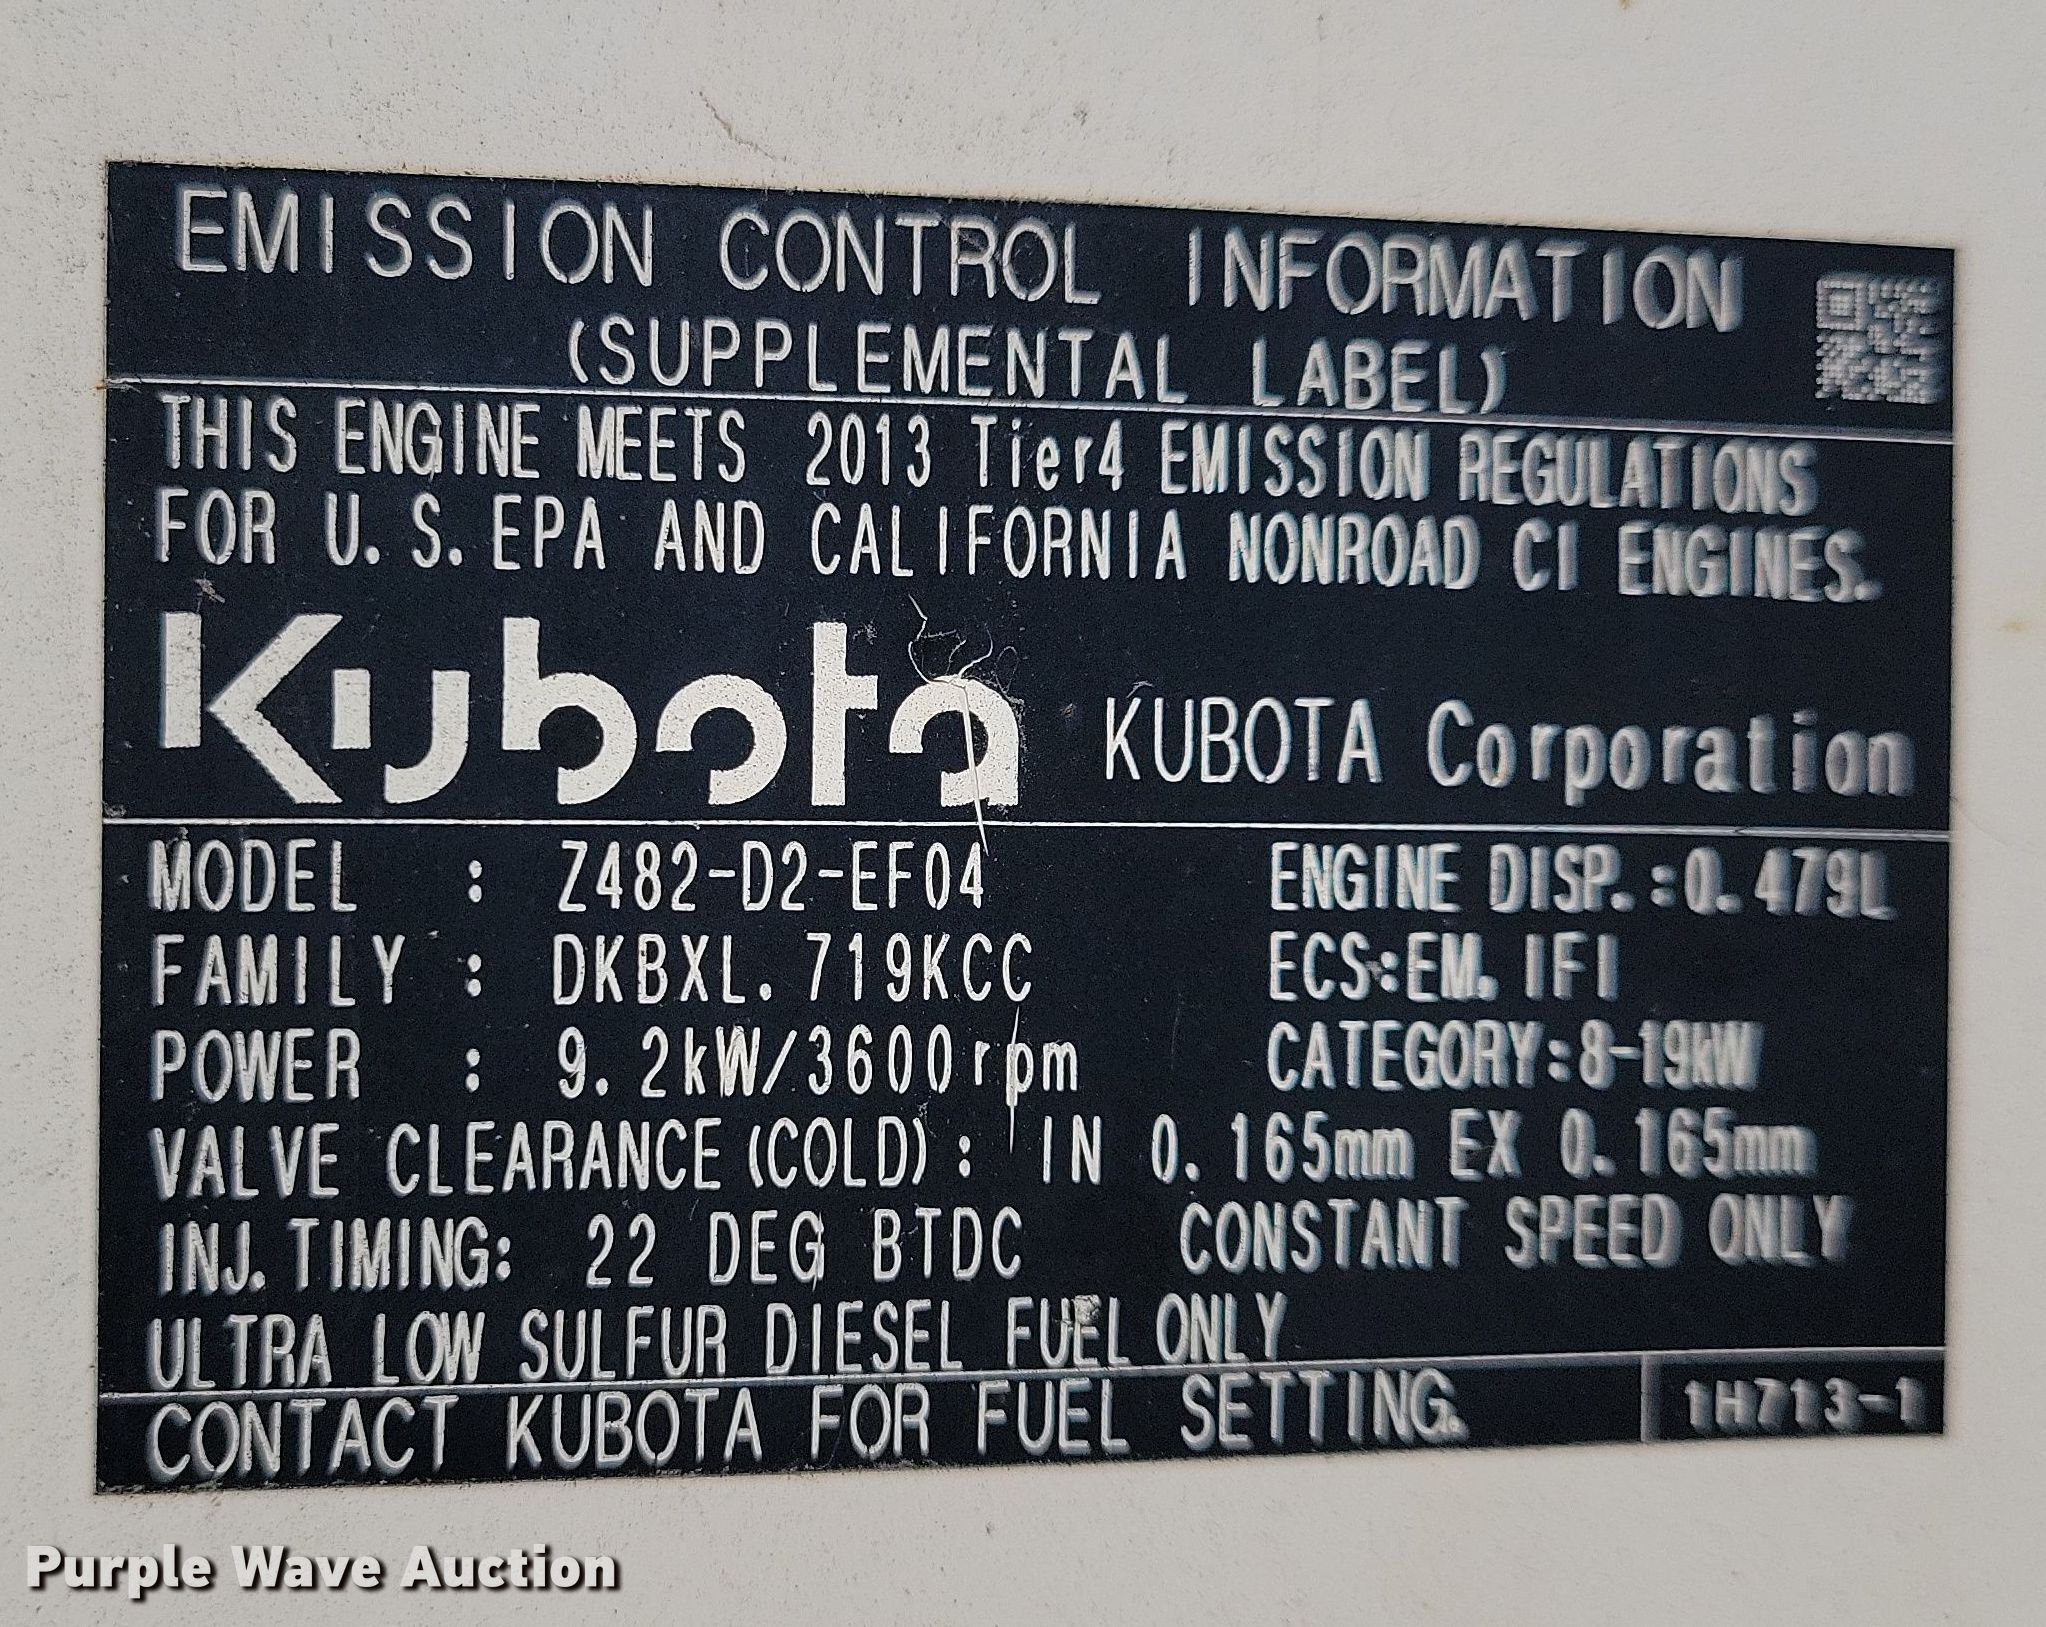 EMISSION CONTROL INFORMATION
(SUPPLEMENTAL LABEL)
THIS ENGINE MEETS 2013 Tier4 EMISSION REGULATIONS
FOR U.S.EPA AND CALIFORNIA NONROAD CI ENGINES.
Kubota KUBOTA Corporation
MODEL : Z482-D2-EF04 ENGINE DISP.:0.479L
FAMILY : DKBXL.719KCC ECS:EM.IFI
POWER : 9.2kW/3600rpm CATEGORY:8-19kW
VALVE CLEARANCE(COLD): IN 0.165mm EX 0.165mm
INJ.TIMING: 22 DEG BTDC CONSTANT SPEED ONLY
ULTRA LOW SULFUR DIESEL FUEL ONLY
CONTACT KUBOTA FOR FUEL SETTING. 1H713-1
Purple Wave Auction